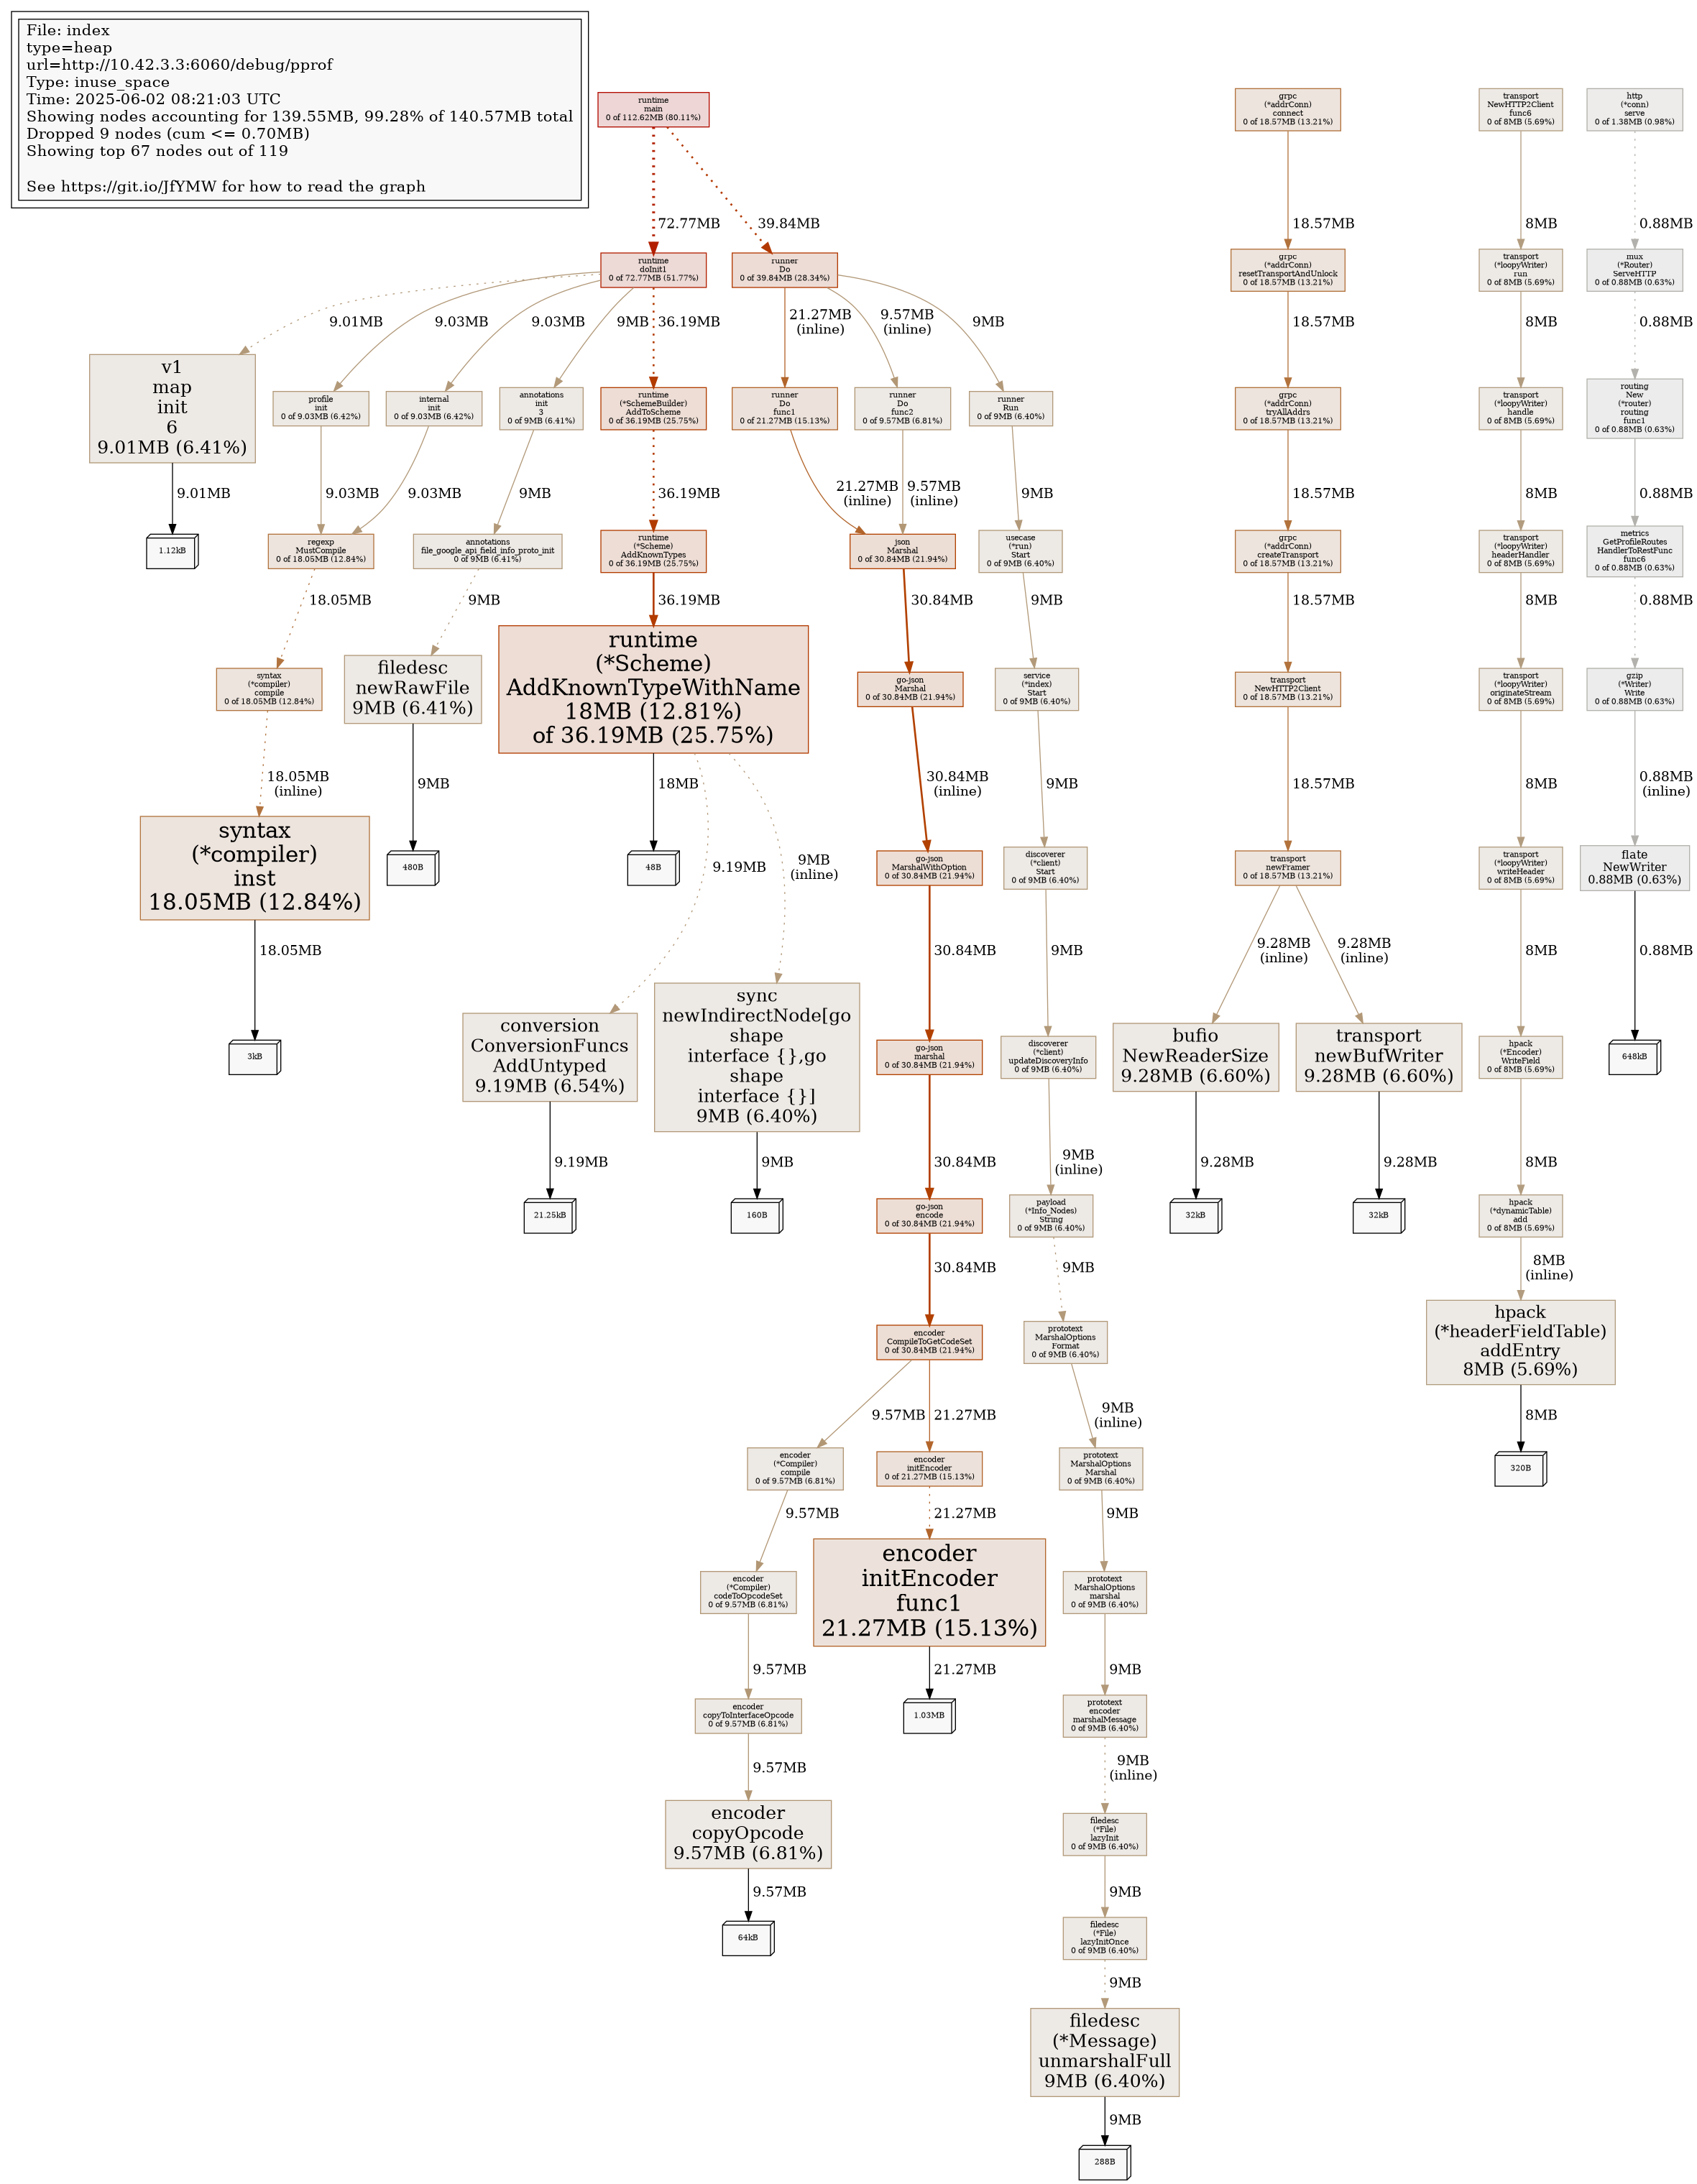 File: index
type=heap
url=http://10.42.3.3:6060/debug/pprof
Type: inuse_space
Time: 2025-06-02 08:21:03 UTC
Showing nodes accounting for 139.55MB, 99.28% of 140.57MB total
Dropped 9 nodes (cum <= 0.70MB)
Showing top 67 nodes out of 119
See https://git.io/JfYMW for how to read the graph
runtime
main
0 of 112.62MB (80.11%)
grpc
(*addrConn)
connect
0 of 18.57MB (13.21%)
transport
NewHTTP2Client
func6
0 of 8MB (5.69%)
http
(*conn)
serve
0 of 1.38MB (0.98%)
72.77MB
39.84MB
18.57MB
8MB
0.88MB
runtime
doInit1
0 of 72.77MB (51.77%)
runner
Do
0 of 39.84MB (28.34%)
grpc
(*addrConn)
resetTransportAndUnlock
0 of 18.57MB (13.21%)
transport
(*loopyWriter)
run
0 of 8MB (5.69%)
mux
(*Router)
ServeHTTP
0 of 0.88MB (0.63%)
9.01MB
9.03MB
9.03MB
9MB
36.19MB
21.27MB
(inline)
9.57MB
(inline)
9MB
18.57MB
8MB
0.88MB
v1
map
init
6
9.01MB (6.41%)
profile
init
0 of 9.03MB (6.42%)
internal
init
0 of 9.03MB (6.42%)
annotations
init
3
0 of 9MB (6.41%)
runtime
(*SchemeBuilder)
AddToScheme
0 of 36.19MB (25.75%)
runner
Do
func1
0 of 21.27MB (15.13%)
runner
Do
func2
0 of 9.57MB (6.81%)
runner
Run
0 of 9MB (6.40%)
grpc
(*addrConn)
tryAllAddrs
0 of 18.57MB (13.21%)
transport
(*loopyWriter)
handle
0 of 8MB (5.69%)
routing
New
(*router)
routing
func1
0 of 0.88MB (0.63%)
9.01MB
9.03MB
9.03MB
9MB
36.19MB
21.27MB
(inline)
9.57MB
(inline)
9MB
18.57MB
8MB
0.88MB
1.12kB
regexp
MustCompile
0 of 18.05MB (12.84%)
annotations
file_google_api_field_info_proto_init
0 of 9MB (6.41%)
runtime
(*Scheme)
AddKnownTypes
0 of 36.19MB (25.75%)
json
Marshal
0 of 30.84MB (21.94%)
usecase
(*run)
Start
0 of 9MB (6.40%)
grpc
(*addrConn)
createTransport
0 of 18.57MB (13.21%)
transport
(*loopyWriter)
headerHandler
0 of 8MB (5.69%)
metrics
GetProfileRoutes
HandlerToRestFunc
func6
0 of 0.88MB (0.63%)
18.05MB
9MB
36.19MB
30.84MB
9MB
18.57MB
8MB
0.88MB
syntax
(*compiler)
compile
0 of 18.05MB (12.84%)
filedesc
newRawFile
9MB (6.41%)
runtime
(*Scheme)
AddKnownTypeWithName
18MB (12.81%)
of 36.19MB (25.75%)
go-json
Marshal
0 of 30.84MB (21.94%)
service
(*index)
Start
0 of 9MB (6.40%)
transport
NewHTTP2Client
0 of 18.57MB (13.21%)
transport
(*loopyWriter)
originateStream
0 of 8MB (5.69%)
gzip
(*Writer)
Write
0 of 0.88MB (0.63%)
18.05MB
(inline)
9MB
18MB
9.19MB
9MB
(inline)
30.84MB
(inline)
9MB
18.57MB
8MB
0.88MB
(inline)
syntax
(*compiler)
inst
18.05MB (12.84%)
480B
48B
go-json
MarshalWithOption
0 of 30.84MB (21.94%)
discoverer
(*client)
Start
0 of 9MB (6.40%)
transport
newFramer
0 of 18.57MB (13.21%)
transport
(*loopyWriter)
writeHeader
0 of 8MB (5.69%)
flate
NewWriter
0.88MB (0.63%)
18.05MB
30.84MB
9MB
9.28MB
(inline)
9.28MB
(inline)
8MB
0.88MB
3kB
conversion
ConversionFuncs
AddUntyped
9.19MB (6.54%)
sync
newIndirectNode[go
shape
interface {},go
shape
interface {}]
9MB (6.40%)
go-json
marshal
0 of 30.84MB (21.94%)
discoverer
(*client)
updateDiscoveryInfo
0 of 9MB (6.40%)
bufio
NewReaderSize
9.28MB (6.60%)
transport
newBufWriter
9.28MB (6.60%)
hpack
(*Encoder)
WriteField
0 of 8MB (5.69%)
648kB
9.19MB
9MB
30.84MB
9MB
(inline)
9.28MB
9.28MB
8MB
21.25kB
160B
go-json
encode
0 of 30.84MB (21.94%)
payload
(*Info_Nodes)
String
0 of 9MB (6.40%)
32kB
32kB
hpack
(*dynamicTable)
add
0 of 8MB (5.69%)
30.84MB
9MB
8MB
(inline)
encoder
CompileToGetCodeSet
0 of 30.84MB (21.94%)
prototext
MarshalOptions
Format
0 of 9MB (6.40%)
hpack
(*headerFieldTable)
addEntry
8MB (5.69%)
9.57MB
21.27MB
9MB
(inline)
8MB
encoder
(*Compiler)
compile
0 of 9.57MB (6.81%)
encoder
initEncoder
0 of 21.27MB (15.13%)
prototext
MarshalOptions
Marshal
0 of 9MB (6.40%)
320B
9.57MB
21.27MB
9MB
encoder
(*Compiler)
codeToOpcodeSet
0 of 9.57MB (6.81%)
encoder
initEncoder
func1
21.27MB (15.13%)
prototext
MarshalOptions
marshal
0 of 9MB (6.40%)
9.57MB
21.27MB
9MB
encoder
copyToInterfaceOpcode
0 of 9.57MB (6.81%)
1.03MB
prototext
encoder
marshalMessage
0 of 9MB (6.40%)
9.57MB
9MB
(inline)
encoder
copyOpcode
9.57MB (6.81%)
filedesc
(*File)
lazyInit
0 of 9MB (6.40%)
9.57MB
9MB
64kB
filedesc
(*File)
lazyInitOnce
0 of 9MB (6.40%)
9MB
filedesc
(*Message)
unmarshalFull
9MB (6.40%)
9MB
288B